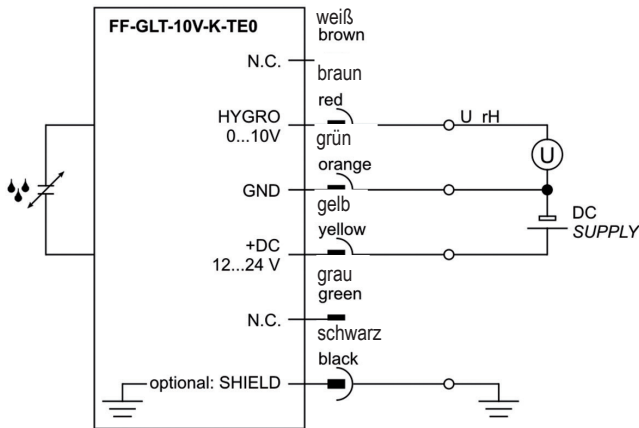 FF-GLT-10V-K-TE0
weiß
brown
N.C.
braun
red
HYGRO
0...10V
U rH
grün
U
orange
GND
gelb
DC
SUPPLY
yellow
+DC
12...24 V
grau
green
N.C.
schwarz
black
optional: SHIELD